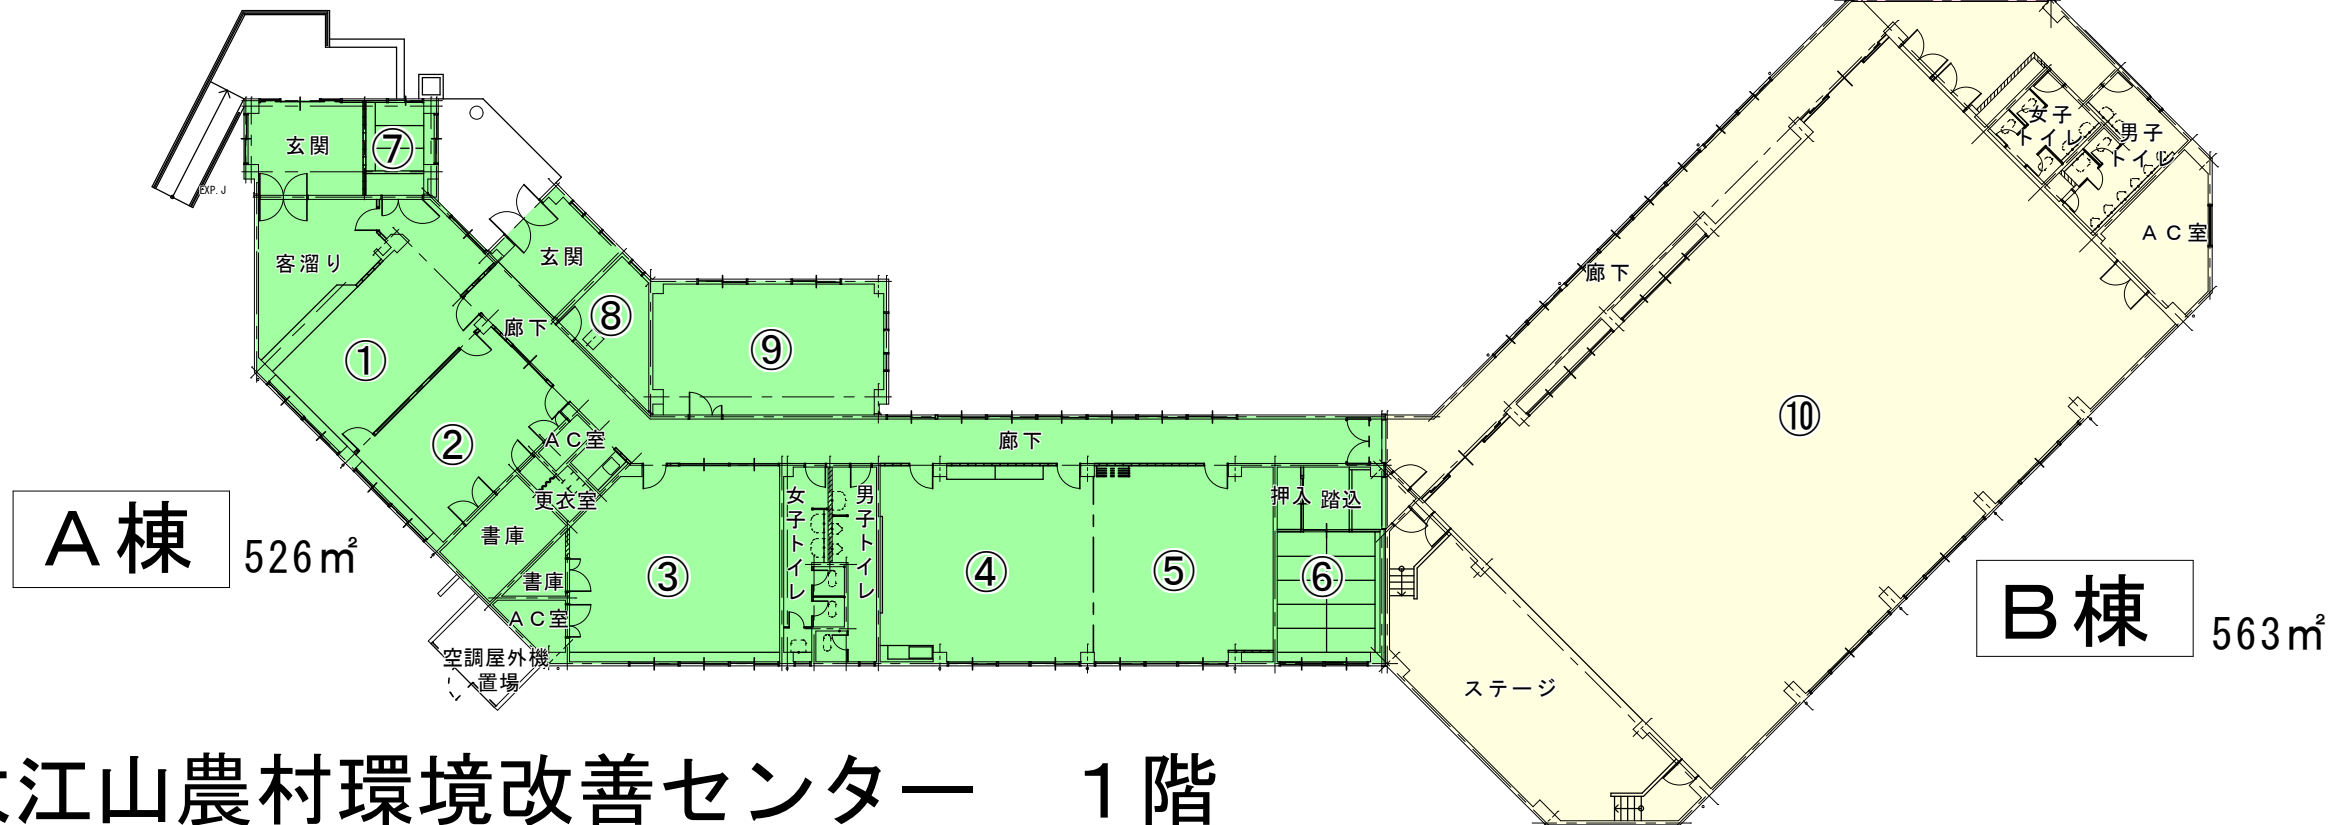 玄関
⑦
EXP.J
客溜り
玄関
①
廊下
⑧
⑨
②
AC室
更衣室
書庫
書庫
AC室
空調屋外機
置場
③
女子トイレ
男子トイレ
廊下
④
⑤
押入
踏込
⑥
廊下
女子
トイレ
男子
トイレ
AC室
⑩
ステージ
A棟
526㎡
B棟
563㎡
江山農村環境改善センター 1階